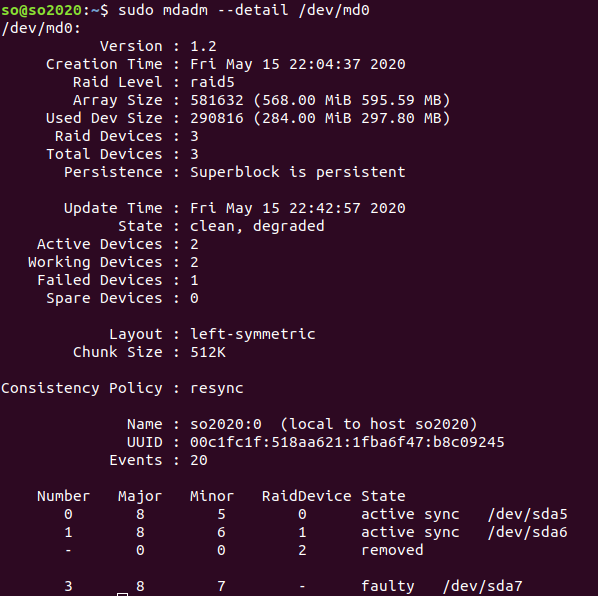 so@so2020:~$ sudo mdadm --detail /dev/md0
/dev/md0:
Version : 1.2
Creation Time : Fri May 15 22:04:37 2020
Raid Level : raid5
Array Size : 581632 (568.00 MiB 595.59 MB)
Used Dev Size : 290816 (284.00 MiB 297.80 MB)
Raid Devices : 3
Total Devices : 3
Persistence : Superblock is persistent
Update Time : Fri May 15 22:42:57 2020
State : clean, degraded
Active Devices : 2
Working Devices : 2
Failed Devices : 1
Spare Devices : 0
Layout : left-symmetric
Chunk Size : 512K
Consistency Policy : resync
Name : so2020:0  (local to host so2020)
UUID : 00c1fc1f:518aa621:1fba6f47:b8c09245
Events : 20
Number   Major   Minor   RaidDevice State
0       8        5        0      active sync   /dev/sda5
1       8        6        1      active sync   /dev/sda6
-       0        0        2      removed
3       8        7        -      faulty   /dev/sda7